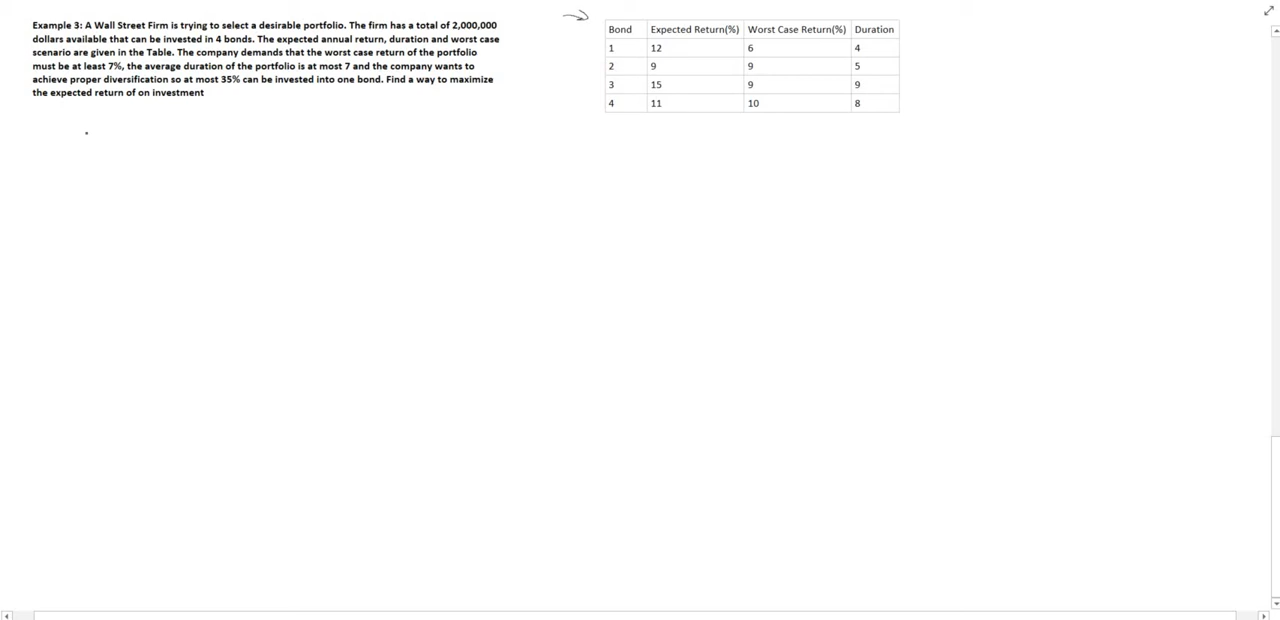 Example 3: A Wall Street Firm is trying to select a desirable portfolio. The firm has a total of 2,000,000
dollars available that can be invested in 4 bonds. The expected annual return, duration and worst case
scenario are given in the Table. The company demands that the worst case return of the portfolio
must be at least 7%, the average duration of the portfolio is at most 7 and the company wants to
achieve proper diversification so at most 35% can be invested into one bond. Find a way to maximize
the expected return of on investment
Bond Expected Return(%) Worst Case Return(%) Duration
1 12 6 4
2 9 9 5
3 15 9 9
4 11 10 8